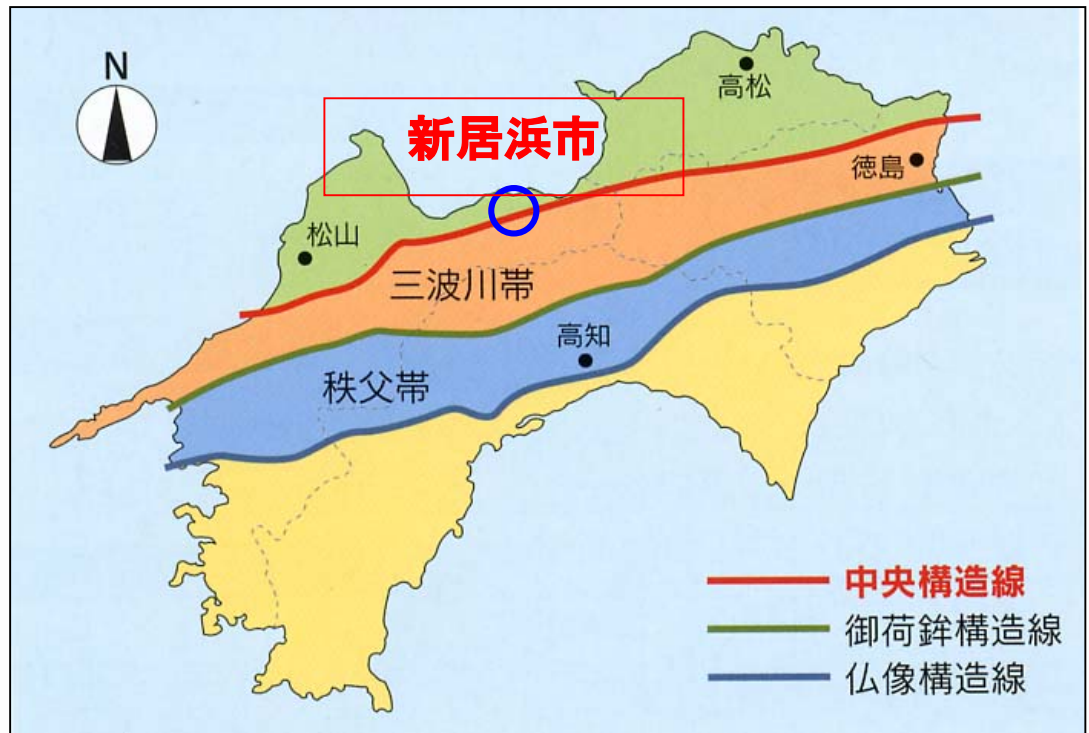 N
高松
新居浜市
徳島
松山
三波川帯
高知
秩父帯
中央構造線
御荷鉾構造線
仏像構造線